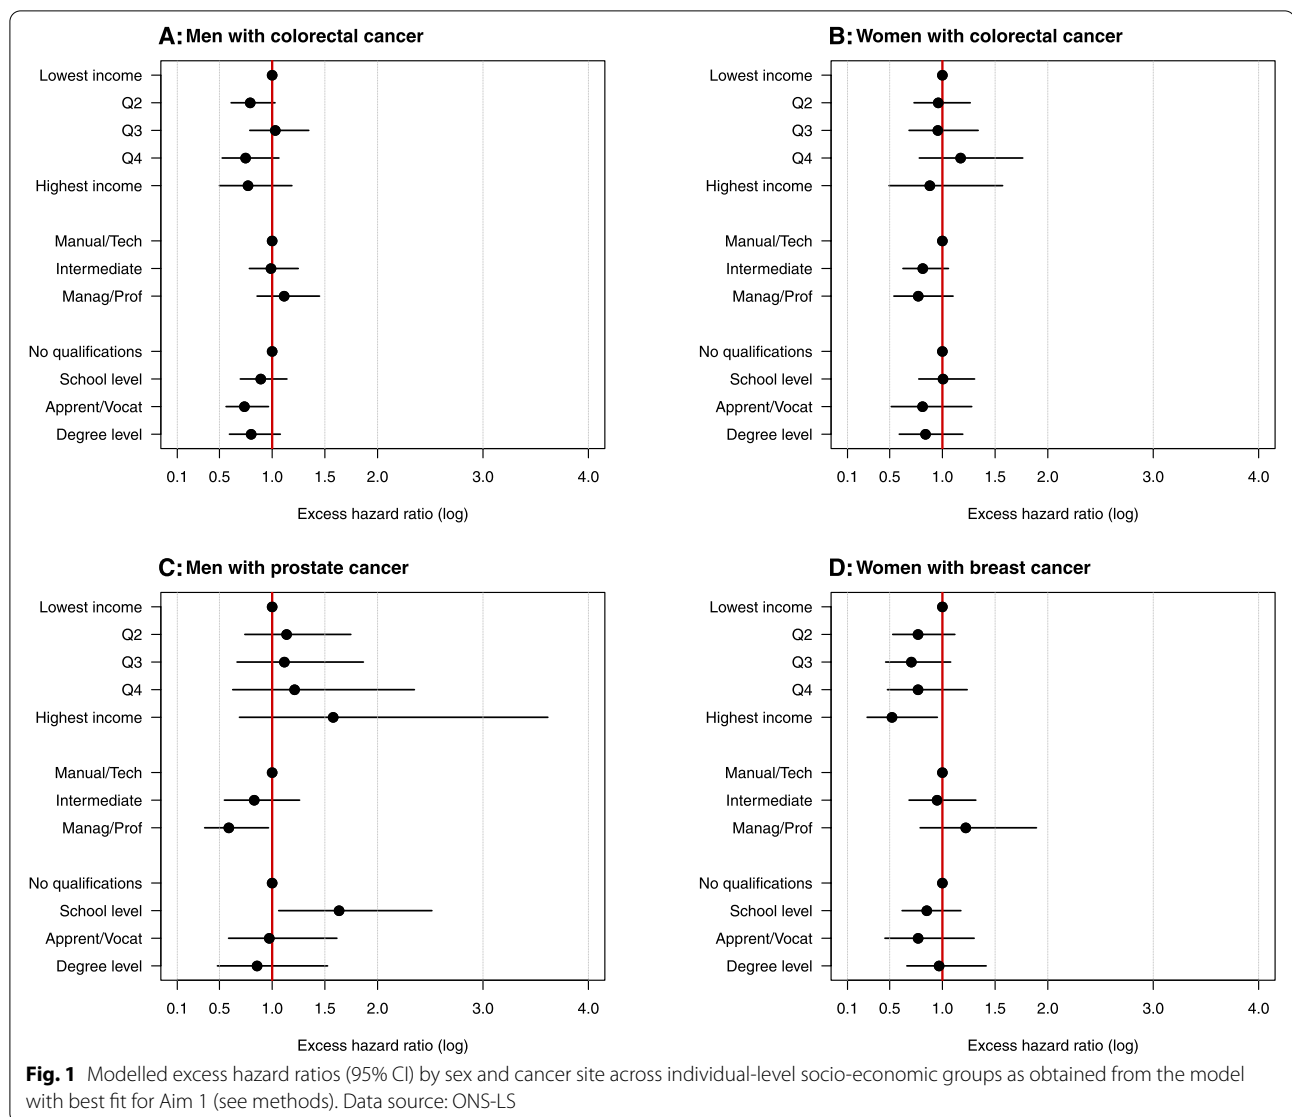 A: Men with colorectal cancer
Lowest income
Q2
Q3
Q4
Highest income
Manual/Tech
Intermediate
Manag/Prof
No qualifications
School level
Apprent/Vocat
Degree level
0.1 0.5 1.0 1.5 2.0 3.0 4.0
Excess hazard ratio (log)
B: Women with colorectal cancer
Lowest income
Q2
Q3
Q4
Highest income
Manual/Tech
Intermediate
Manag/Prof
No qualifications
School level
Apprent/Vocat
Degree level
0.1 0.5 1.0 1.5 2.0 3.0 4.0
Excess hazard ratio (log)
C: Men with prostate cancer
Lowest income
Q2
Q3
Q4
Highest income
Manual/Tech
Intermediate
Manag/Prof
No qualifications
School level
Apprent/Vocat
Degree level
0.1 0.5 1.0 1.5 2.0 3.0 4.0
Excess hazard ratio (log)
D: Women with breast cancer
Lowest income
Q2
Q3
Q4
Highest income
Manual/Tech
Intermediate
Manag/Prof
No qualifications
School level
Apprent/Vocat
Degree level
0.1 0.5 1.0 1.5 2.0 3.0 4.0
Excess hazard ratio (log)
Fig. 1 Modelled excess hazard ratios (95% CI) by sex and cancer site across individual-level socio-economic groups as obtained from the model
with best fit for Aim 1 (see methods). Data source: ONS-LS